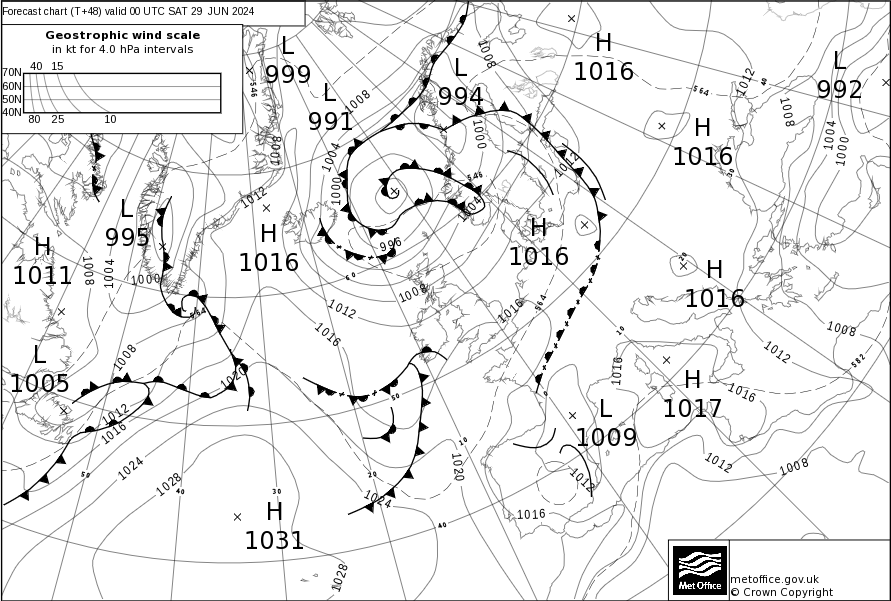 Forecast chart (T+48) valid 00 UTC SAT 29 JUN 2024
Geostrophic wind scale
in kt for 4.0 hPa intervals
40 15
70N
60N
50N
40N
80 25 10
L
999
L
991
L
994
H
1016
L
992
H
1016
L
995
H
1011
H
1016
H
1016
H
1016
L
1005
H
1017
L
1009
H
1031
546
1008
1008
1008
1004
1000
1000
1012
564
1012
40
1008
1004
1000
1012
546
1004
996
60
1008
1012
1016
1008
1004
1000
564
1008
1020
1012
1016
1024
1028
50
40
30
20
50
10
1024
1020
40
1028
1016
564
10
0
1016
1012
1016
20
30
1008
1012
1016
582
1012
1008
Met Office
metoffice.gov.uk
© Crown Copyright